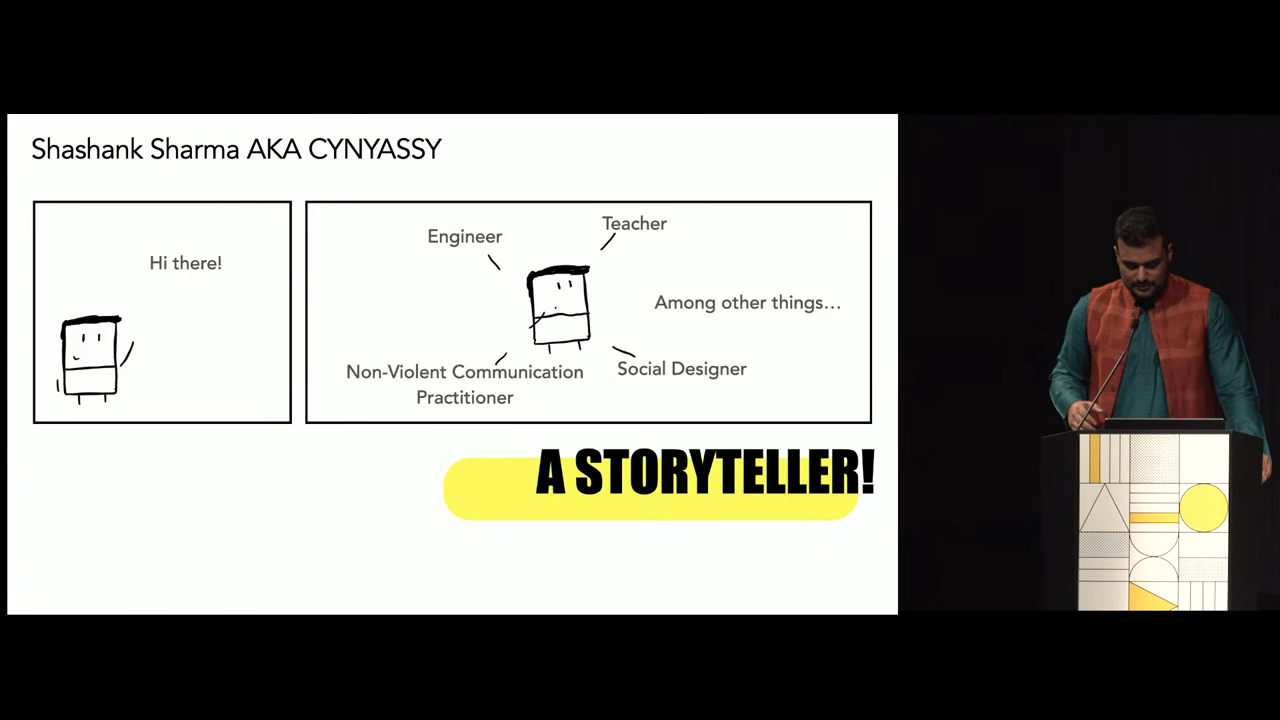 Shashank Sharma AKA CYNYASSY
Hi there!
Engineer
Teacher
Among other things…
Non-Violent Communication
Practitioner
Social Designer
A STORYTELLER!